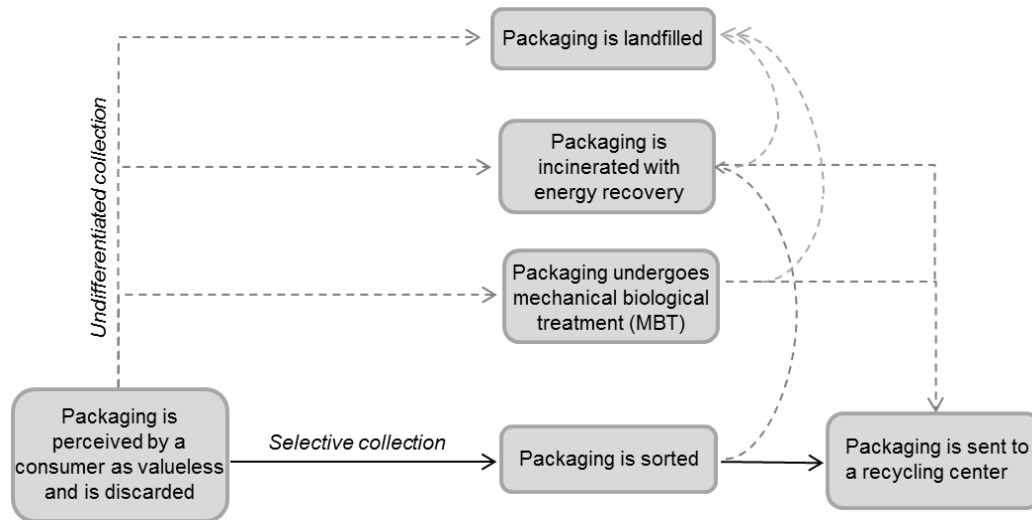 Packaging is landfilled
Packaging is
incinerated with
energy recovery
Packaging undergoes
mechanical biological
treatment (MBT)
Undifferentiated collection
Packaging is
perceived by a
consumer as valueless
and is discarded
Selective collection
Packaging is sorted
Packaging is sent to
a recycling center